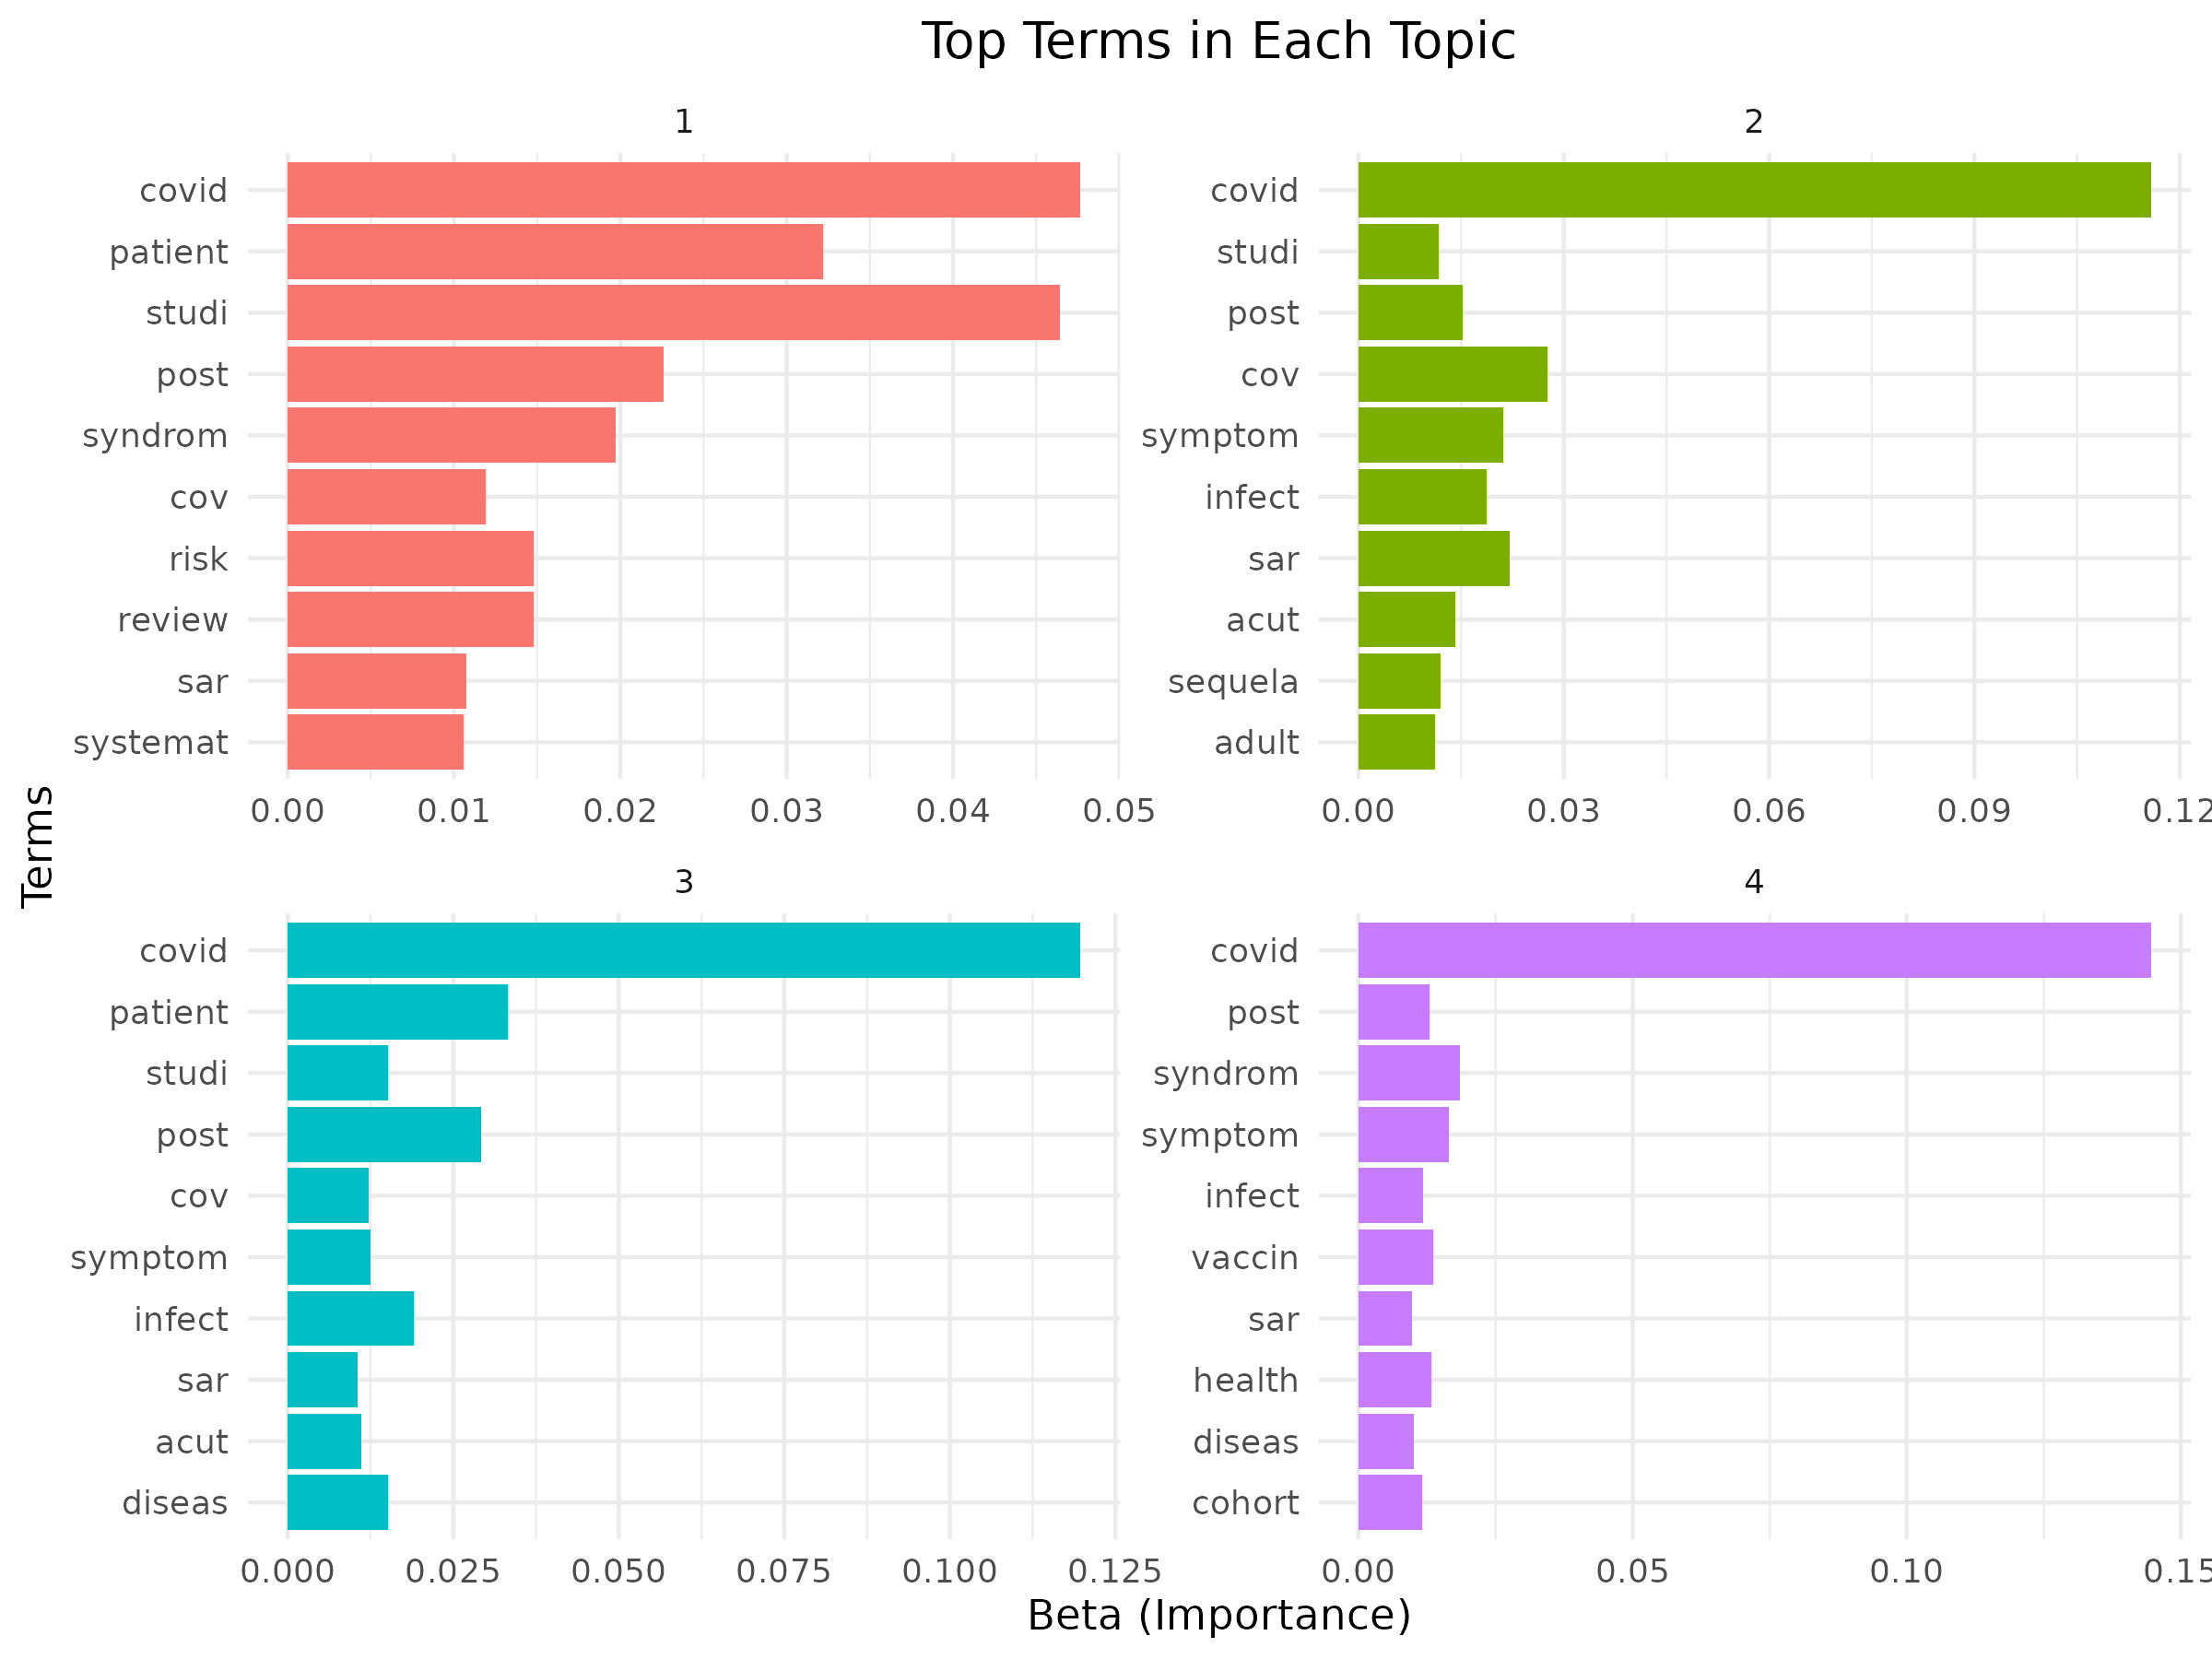 Top Terms in Each Topic
1
covid
patient
studi
post
syndrom
cov
risk
review
sar
systemat
0.00 0.01 0.02 0.03 0.04 0.05
2
covid
studi
post
cov
symptom
infect
sar
acut
sequela
adult
0.00 0.03 0.06 0.09 0.12
Terms
3
covid
patient
studi
post
cov
symptom
infect
sar
acut
diseas
0.000 0.025 0.050 0.075 0.100 0.125
4
covid
post
syndrom
symptom
infect
vaccin
sar
health
diseas
cohort
0.00 0.05 0.10 0.15
Beta (Importance)